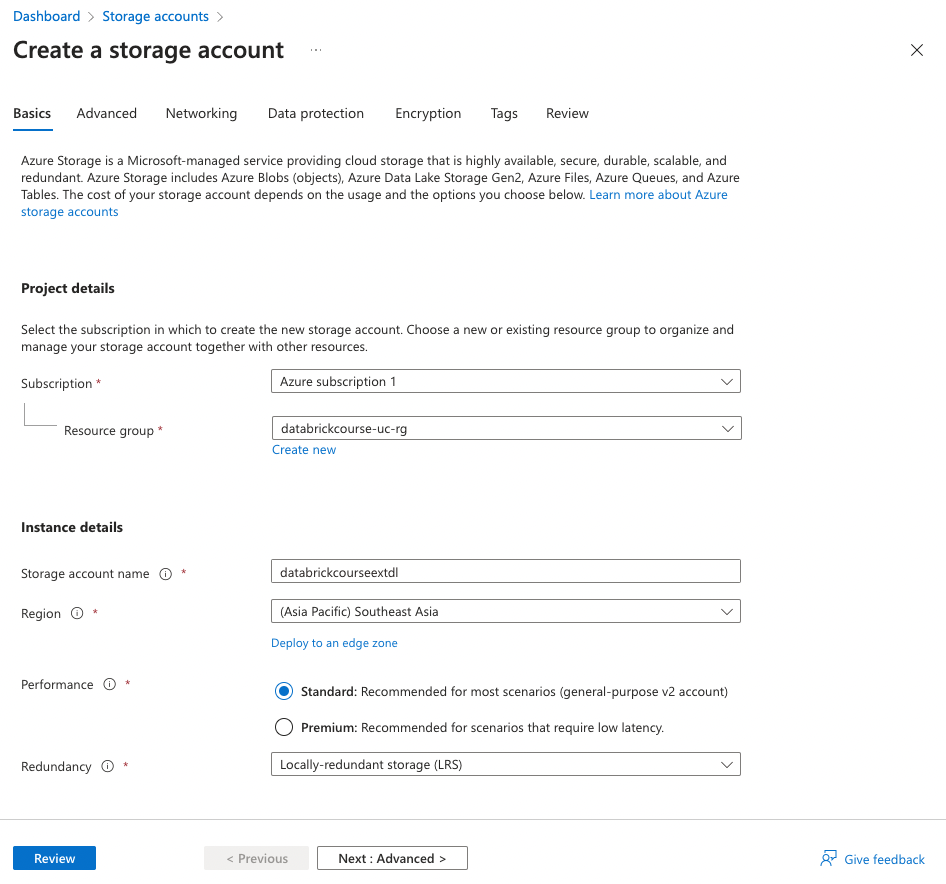 Dashboard > Storage accounts >
Create a storage account ...
Basics Advanced Networking Data protection Encryption Tags Review
Azure Storage is a Microsoft-managed service providing cloud storage that is highly available, secure, durable, scalable, and
redundant. Azure Storage includes Azure Blobs (objects), Azure Data Lake Storage Gen2, Azure Files, Azure Queues, and Azure
Tables. The cost of your storage account depends on the usage and the options you choose below. Learn more about Azure
storage accounts
Project details
Select the subscription in which to create the new storage account. Choose a new or existing resource group to organize and
manage your storage account together with other resources.
Subscription * Azure subscription 1
Resource group * databrickcourse-uc-rg
Create new
Instance details
Storage account name * databrickcourseextdl
Region * (Asia Pacific) Southeast Asia
Deploy to an edge zone
Performance * Standard: Recommended for most scenarios (general-purpose v2 account)
Premium: Recommended for scenarios that require low latency.
Redundancy * Locally-redundant storage (LRS)
Review < Previous Next : Advanced > Give feedback